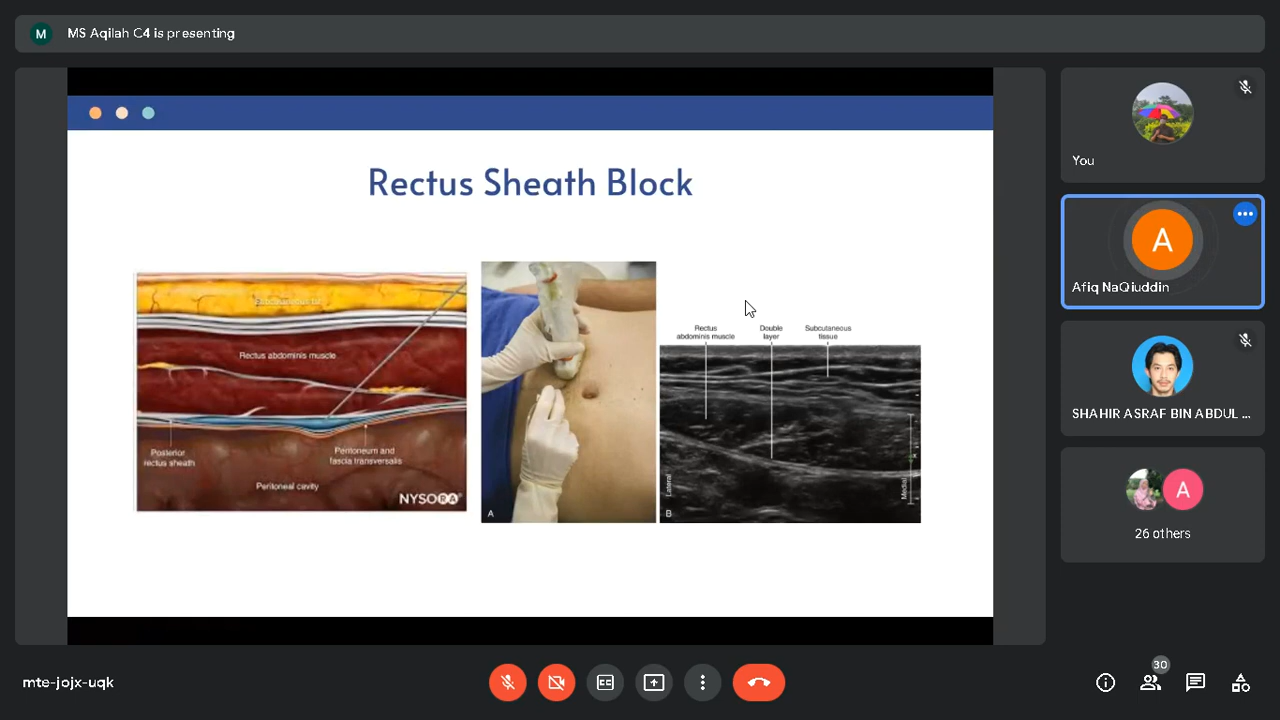 M MS Aqilah C4 is presenting
Rectus Sheath Block
Subcutaneous fat
Rectus abdominis muscle
Posterior
rectus sheath
Peritoneum and
fascia transversalis
Peritoneal cavity
NYSORA
A
Rectus
abdominis muscle
Double
layer
Subcutaneous
tissue
Lateral
Medial
B
You
A
Afiq NaQiuddin
SHAHIR ASRAF BIN ABDUL ...
A
26 others
mte-jojx-uqk
CC
30